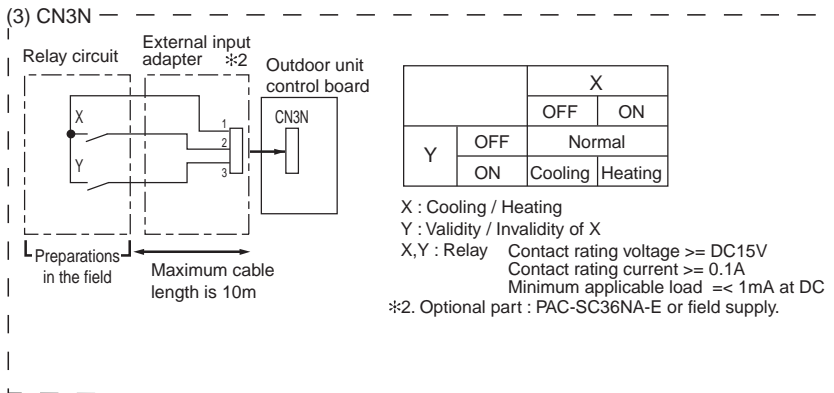 (3) CN3N
Relay circuit
External input
adapter ✻2
Outdoor unit
control board
X
Y
1
2
3
CN3N
Preparations
in the field
Maximum cable
length is 10m
X
OFF ON
Y OFF Normal
ON Cooling Heating
X : Cooling / Heating
Y : Validity / Invalidity of X
X,Y : Relay Contact rating voltage >= DC15V
Contact rating current >= 0.1A
Minimum applicable load =< 1mA at DC
✻2. Optional part : PAC-SC36NA-E or field supply.